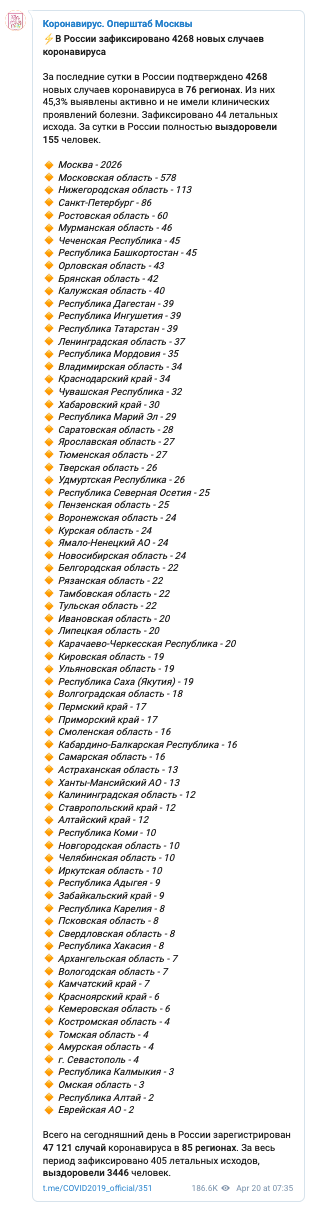 Коронавирус. Оперштаб Москвы
⚡В России зафиксировано 4268 новых случаев
коронавируса
За последние сутки в России подтверждено 4268
новых случаев коронавируса в 76 регионах. Из них
45,3% выявлены активно и не имели клинических
проявлений болезни. Зафиксировано 44 летальных
исхода. За сутки в России полностью выздоровели
155 человек.
🔸 Москва - 2026
🔸 Московская область - 578
🔸 Нижегородская область - 113
🔸 Санкт-Петербург - 86
🔸 Ростовская область - 60
🔸 Мурманская область - 46
🔸 Чеченская Республика - 45
🔸 Республика Башкортостан - 45
🔸 Орловская область - 43
🔸 Брянская область - 42
🔸 Калужская область - 40
🔸 Республика Дагестан - 39
🔸 Республика Ингушетия - 39
🔸 Республика Татарстан - 39
🔸 Ленинградская область - 37
🔸 Республика Мордовия - 35
🔸 Владимирская область - 34
🔸 Краснодарский край - 34
🔸 Чувашская Республика - 32
🔸 Хабаровский край - 30
🔸 Республика Марий Эл - 29
🔸 Саратовская область - 28
🔸 Ярославская область - 27
🔸 Тюменская область - 27
🔸 Тверская область - 26
🔸 Удмуртская Республика - 26
🔸 Республика Северная Осетия - 25
🔸 Пензенская область - 25
🔸 Воронежская область - 24
🔸 Курская область - 24
🔸 Ямало-Ненецкий АО - 24
🔸 Новосибирская область - 24
🔸 Белгородская область - 22
🔸 Рязанская область - 22
🔸 Тамбовская область - 22
🔸 Тульская область - 22
🔸 Ивановская область - 20
🔸 Липецкая область - 20
🔸 Карачаево-Черкесская Республика - 20
🔸 Кировская область - 19
🔸 Ульяновская область - 19
🔸 Республика Саха (Якутия) - 19
🔸 Волгоградская область - 18
🔸 Пермский край - 17
🔸 Приморский край - 17
🔸 Смоленская область - 16
🔸 Кабардино-Балкарская Республика - 16
🔸 Самарская область - 16
🔸 Астраханская область - 13
🔸 Ханты-Мансийский АО - 13
🔸 Калининградская область - 12
🔸 Ставропольский край - 12
🔸 Алтайский край - 12
🔸 Республика Коми - 10
🔸 Новгородская область - 10
🔸 Челябинская область - 10
🔸 Иркутская область - 10
🔸 Республика Адыгея - 9
🔸 Забайкальский край - 9
🔸 Республика Карелия - 8
🔸 Псковская область - 8
🔸 Свердловская область - 8
🔸 Республика Хакасия - 8
🔸 Архангельская область - 7
🔸 Вологодская область - 7
🔸 Камчатский край - 7
🔸 Красноярский край - 6
🔸 Кемеровская область - 6
🔸 Костромская область - 4
🔸 Томская область - 4
🔸 Амурская область - 4
🔸 г. Севастополь - 4
🔸 Республика Калмыкия - 3
🔸 Омская область - 3
🔸 Республика Алтай - 2
🔸 Еврейская АО - 2
Всего на сегодняшний день в России зарегистрирован
47 121 случай коронавируса в 85 регионах. За весь
период зафиксировано 405 летальных исходов,
выздоровели 3446 человек.
t.me/COVID2019_official/351 186.6K Apr 20 at 07:35